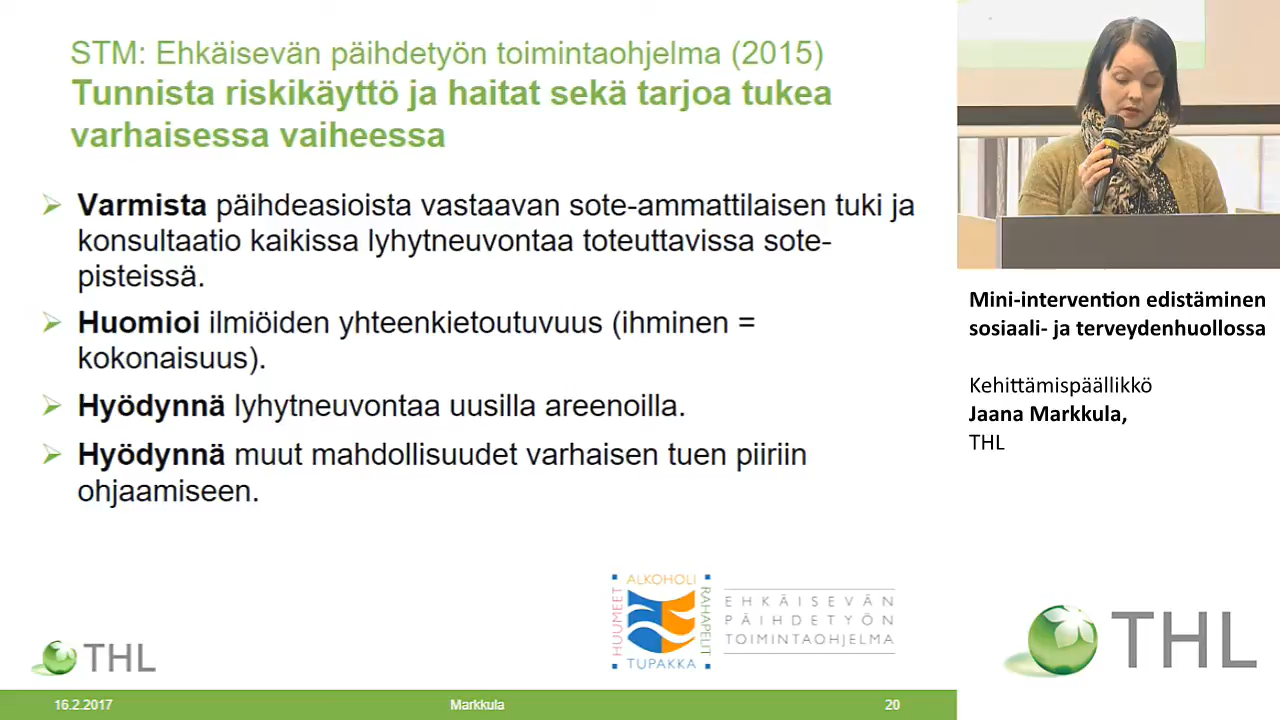 STM: Ehkäisevän päihdetyön toimintaohjelma (2015)
Tunnista riskikäyttö ja haitat sekä tarjoa tukea
varhaisessa vaiheessa
Varmista päihdeasioista vastaavan sote-ammattilaisen tuki ja
konsultaatio kaikissa lyhytneuvontaa toteuttavissa sote-
pisteissä.
Huomioi ilmiöiden yhteenkietoutuvuus (ihminen =
kokonaisuus).
Hyödynnä lyhytneuvontaa uusilla areenoilla.
Hyödynnä muut mahdollisuudet varhaisen tuen piiriin
ohjaamiseen.
ALKOHOLI
HUUMEET
RAHAPELIT
TUPAKKA
EHKÄISEVÄN
PÄIHDETYÖN
TOIMINTAOHJELMA
THL
16.2.2017
Markkula
20
Mini-intervention edistäminen
sosiaali- ja terveydenhuollossa
Kehittämispäällikkö
Jaana Markkula,
THL
THL